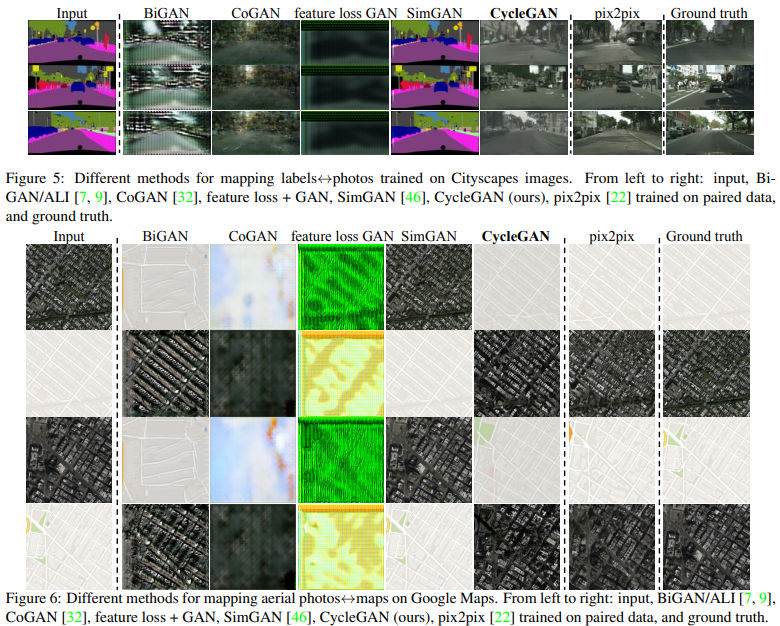 Input BiGAN CoGAN feature loss GAN SimGAN CycleGAN pix2pix Ground truth
Figure 5: Different methods for mapping labels↔photos trained on Cityscapes images. From left to right: input, Bi-
GAN/ALI [7, 9], CoGAN [32], feature loss + GAN, SimGAN [46], CycleGAN (ours), pix2pix [22] trained on paired data,
and ground truth.
Input BiGAN CoGAN feature loss GAN SimGAN CycleGAN pix2pix Ground truth
Figure 6: Different methods for mapping aerial photos↔maps on Google Maps. From left to right: input, BiGAN/ALI [7, 9],
CoGAN [32], feature loss + GAN, SimGAN [46], CycleGAN (ours), pix2pix [22] trained on paired data, and ground truth.